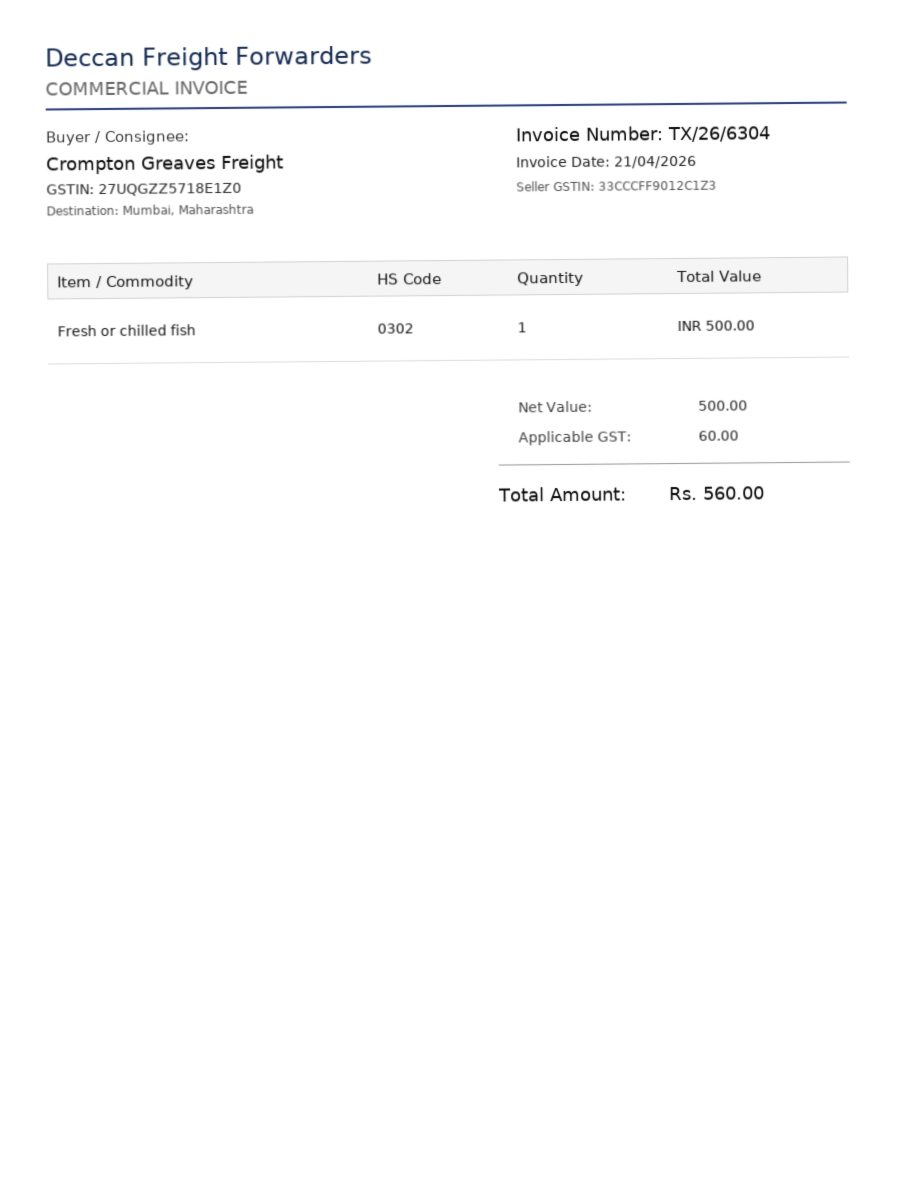 Deccan Freight Forwarders
COMMERCIAL INVOICE
Buyer / Consignee:
Crompton Greaves Freight
GSTIN: 27UQGZZ5718E1Z0
Destination: Mumbai, Maharashtra
Invoice Number: TX/26/6304
Invoice Date: 21/04/2026
Seller GSTIN: 33CCCFF9012C1Z3
Item / Commodity HS Code Quantity Total Value
Fresh or chilled fish 0302 1 INR 500.00
Net Value: 500.00
Applicable GST: 60.00
Total Amount: Rs. 560.00